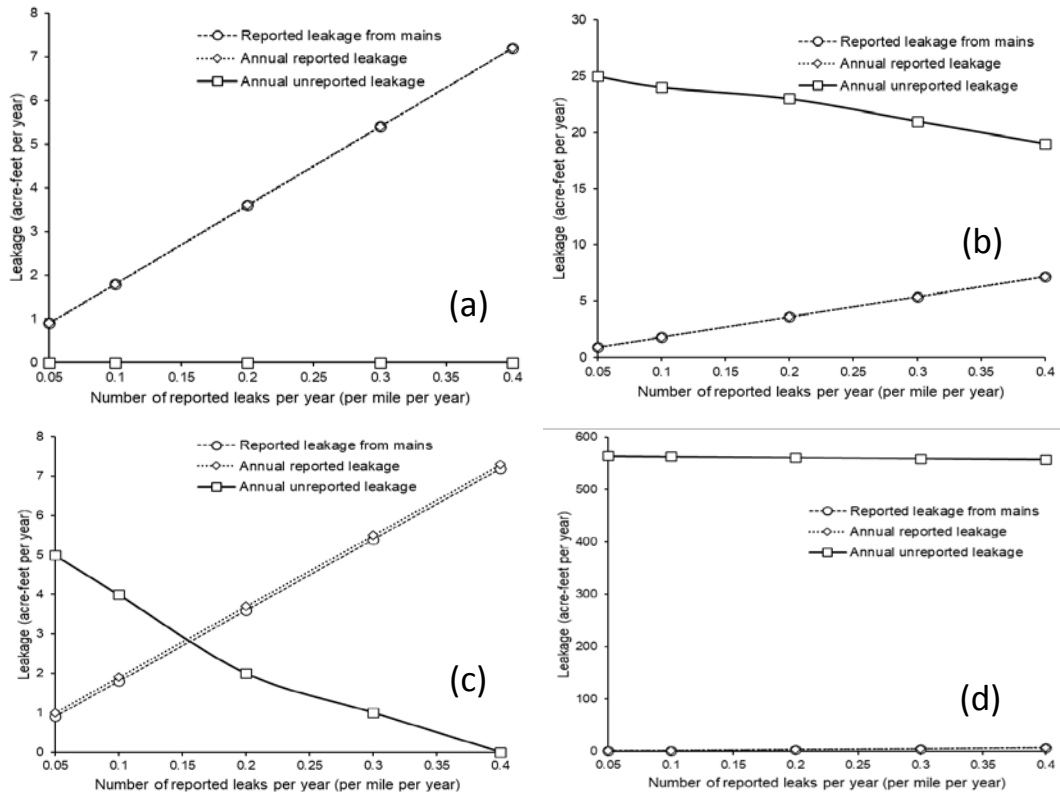 8
7
6
5
4
3
2
1
0
Leakage (acre-feet per year)
Reported leakage from mains
Annual reported leakage
Annual unreported leakage
(a)
0.05 0.1 0.15 0.2 0.25 0.3 0.35 0.4
Number of reported leaks per year (per mile per year)
30
25
20
15
10
5
0
Leakage (acre-feet per year)
Reported leakage from mains
Annual reported leakage
Annual unreported leakage
(b)
0.05 0.1 0.15 0.2 0.25 0.3 0.35 0.4
Number of reported leaks per year (per mile per year)
8
7
6
5
4
3
2
1
0
Leakage (acre-feet per year)
Reported leakage from mains
Annual reported leakage
Annual unreported leakage
(c)
0.05 0.1 0.15 0.2 0.25 0.3 0.35 0.4
Number of reported leaks per year (per mile per year)
600
500
400
300
200
100
0
Leakage (acre-feet per year)
Reported leakage from mains
Annual reported leakage
Annual unreported leakage
(d)
0.05 0.1 0.15 0.2 0.25 0.3 0.35 0.4
Number of reported leaks per year (per mile per year)